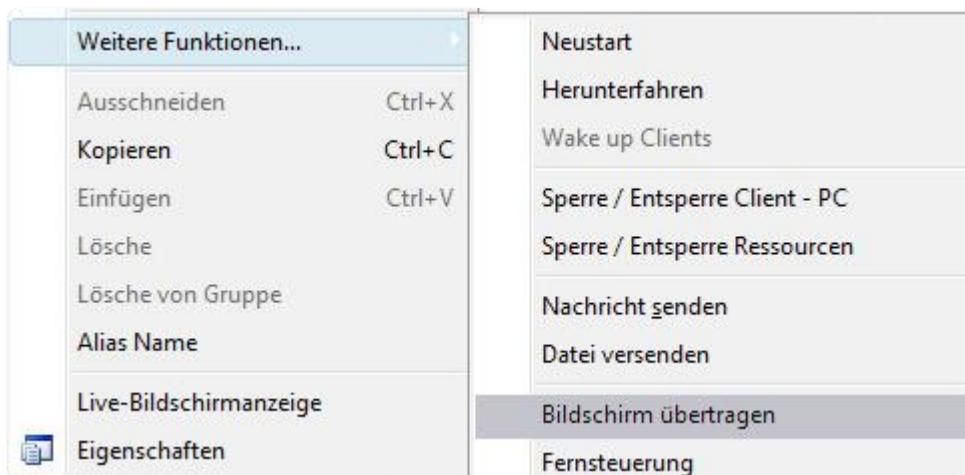 Weitere Funktionen...
Ausschneiden Ctrl+X
Kopieren Ctrl+C
Einfügen Ctrl+V
Lösche
Lösche von Gruppe
Alias Name
Live-Bildschirmanzeige
Eigenschaften
Neustart
Herunterfahren
Wake up Clients
Sperre / Entsperre Client - PC
Sperre / Entsperre Ressourcen
Nachricht senden
Datei versenden
Bildschirm übertragen
Fernsteuerung